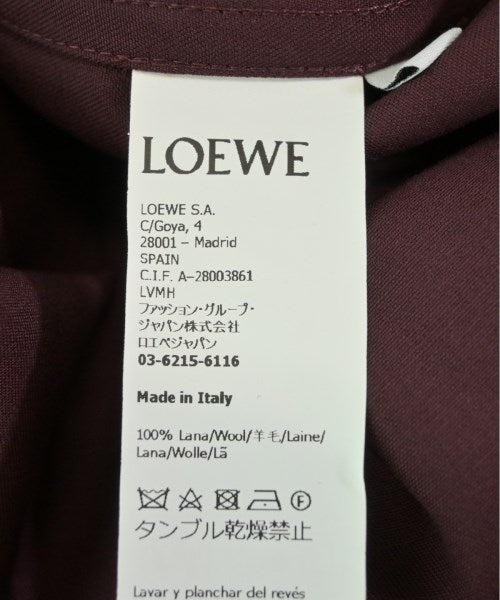 LOEWE
LOEWE S.A.
C/Goya, 4
28001 – Madrid
SPAIN
C.I.F. A–28003861
LVMH
ファッション・グループ・
ジャパン株式会社
ロエベジャパン
03-6215-6116
Made in Italy
100% Lana/Wool/羊毛/Laine/
Lana/Wolle/Lã
F
タンブル乾燥禁止
Lavar y planchar del revés